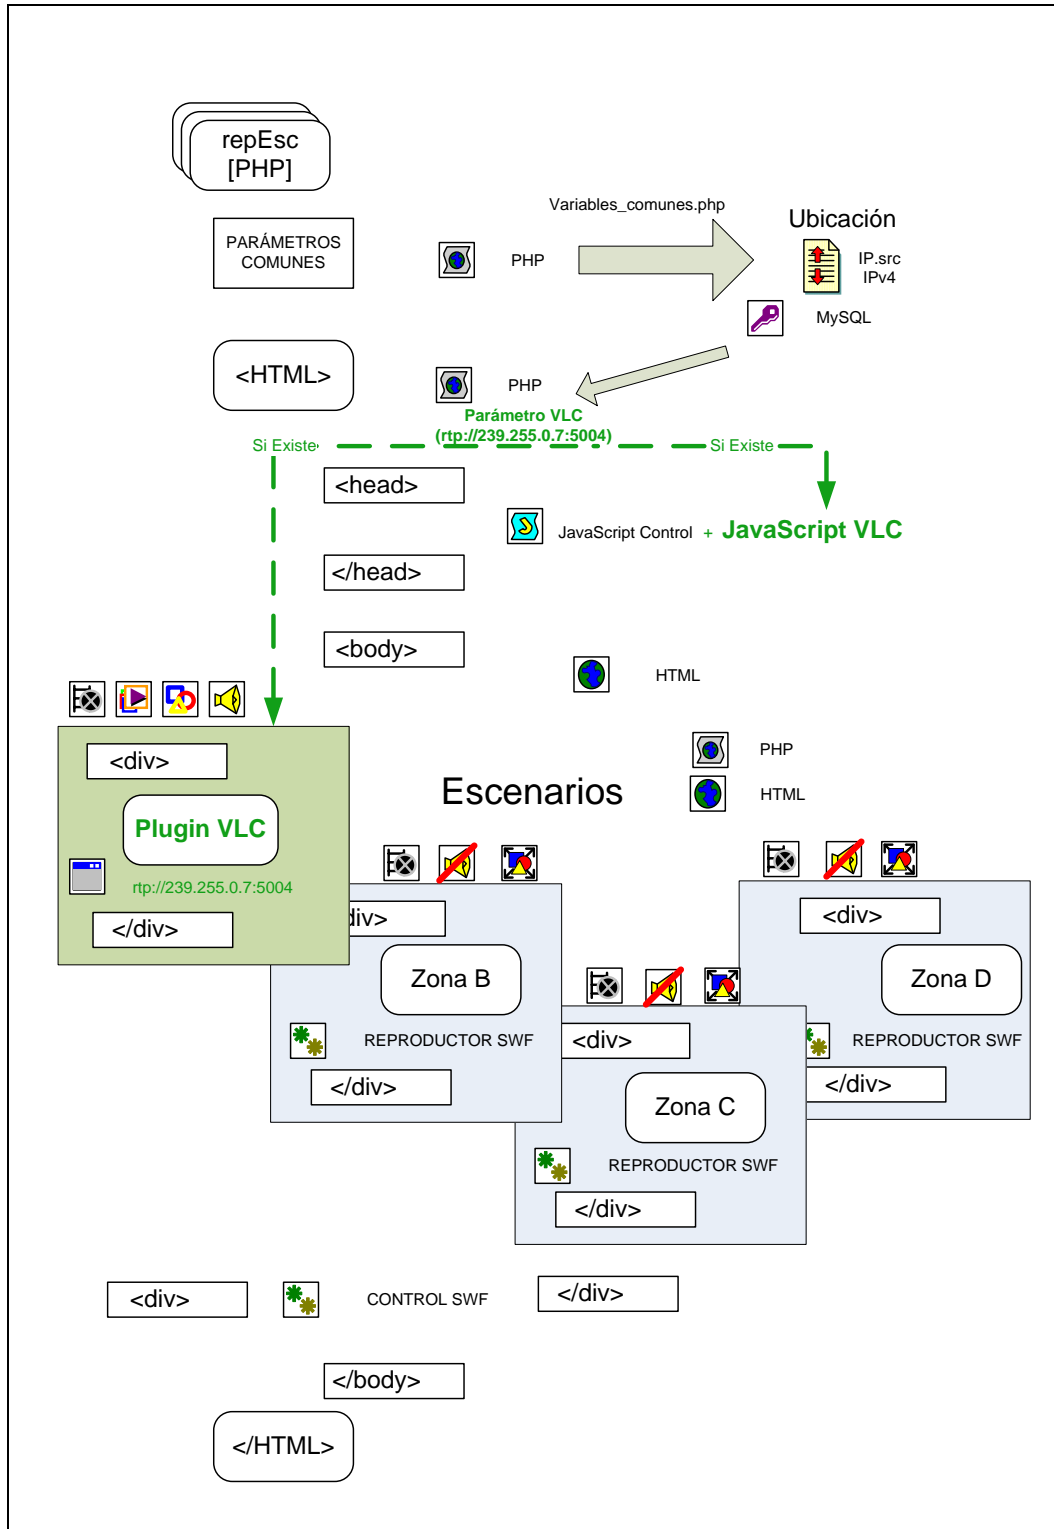 repEsc
[PHP]
Variables_comunes.php
Ubicación
PARÁMETROS
COMUNES
PHP
IP.src
IPv4
MySQL
<HTML>
PHP
Parámetro VLC
(rtp://239.255.0.7:5004)
Si Existe
Si Existe
<head>
JavaScript Control + JavaScript VLC
</head>
<body>
HTML
<div>
PHP
Escenarios
HTML
Plugin VLC
rtp://239.255.0.7:5004
</div>
div>
<div>
Zona B
Zona D
REPRODUCTOR SWF
<div>
REPRODUCTOR SWF
</div>
</div>
Zona C
REPRODUCTOR SWF
</div>
<div>
CONTROL SWF
</div>
</body>
</HTML>